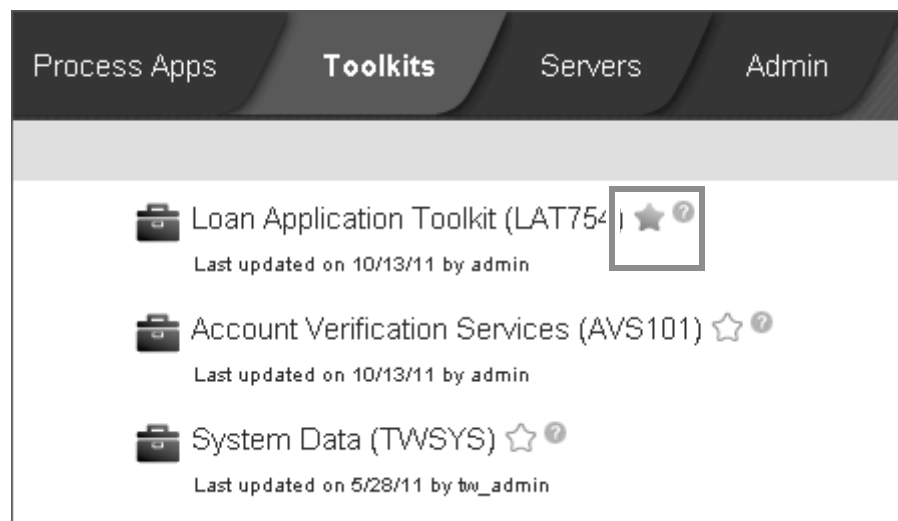 Process Apps Toolkits Servers Admin
Loan Application Toolkit (LAT754) ?
Last updated on 10/13/11 by admin
Account Verification Services (AVS101) ?
Last updated on 10/13/11 by admin
System Data (TWSYS) ?
Last updated on 5/28/11 by tw_admin